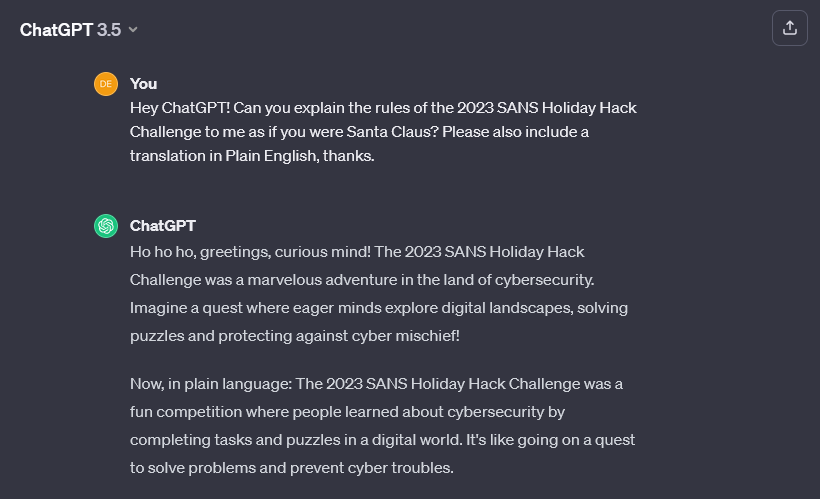 ChatGPT 3.5
DE
You
Hey ChatGPT! Can you explain the rules of the 2023 SANS Holiday Hack
Challenge to me as if you were Santa Claus? Please also include a
translation in Plain English, thanks.
ChatGPT
Ho ho ho, greetings, curious mind! The 2023 SANS Holiday Hack
Challenge was a marvelous adventure in the land of cybersecurity.
Imagine a quest where eager minds explore digital landscapes, solving
puzzles and protecting against cyber mischief!
Now, in plain language: The 2023 SANS Holiday Hack Challenge was a
fun competition where people learned about cybersecurity by
completing tasks and puzzles in a digital world. It's like going on a quest
to solve problems and prevent cyber troubles.